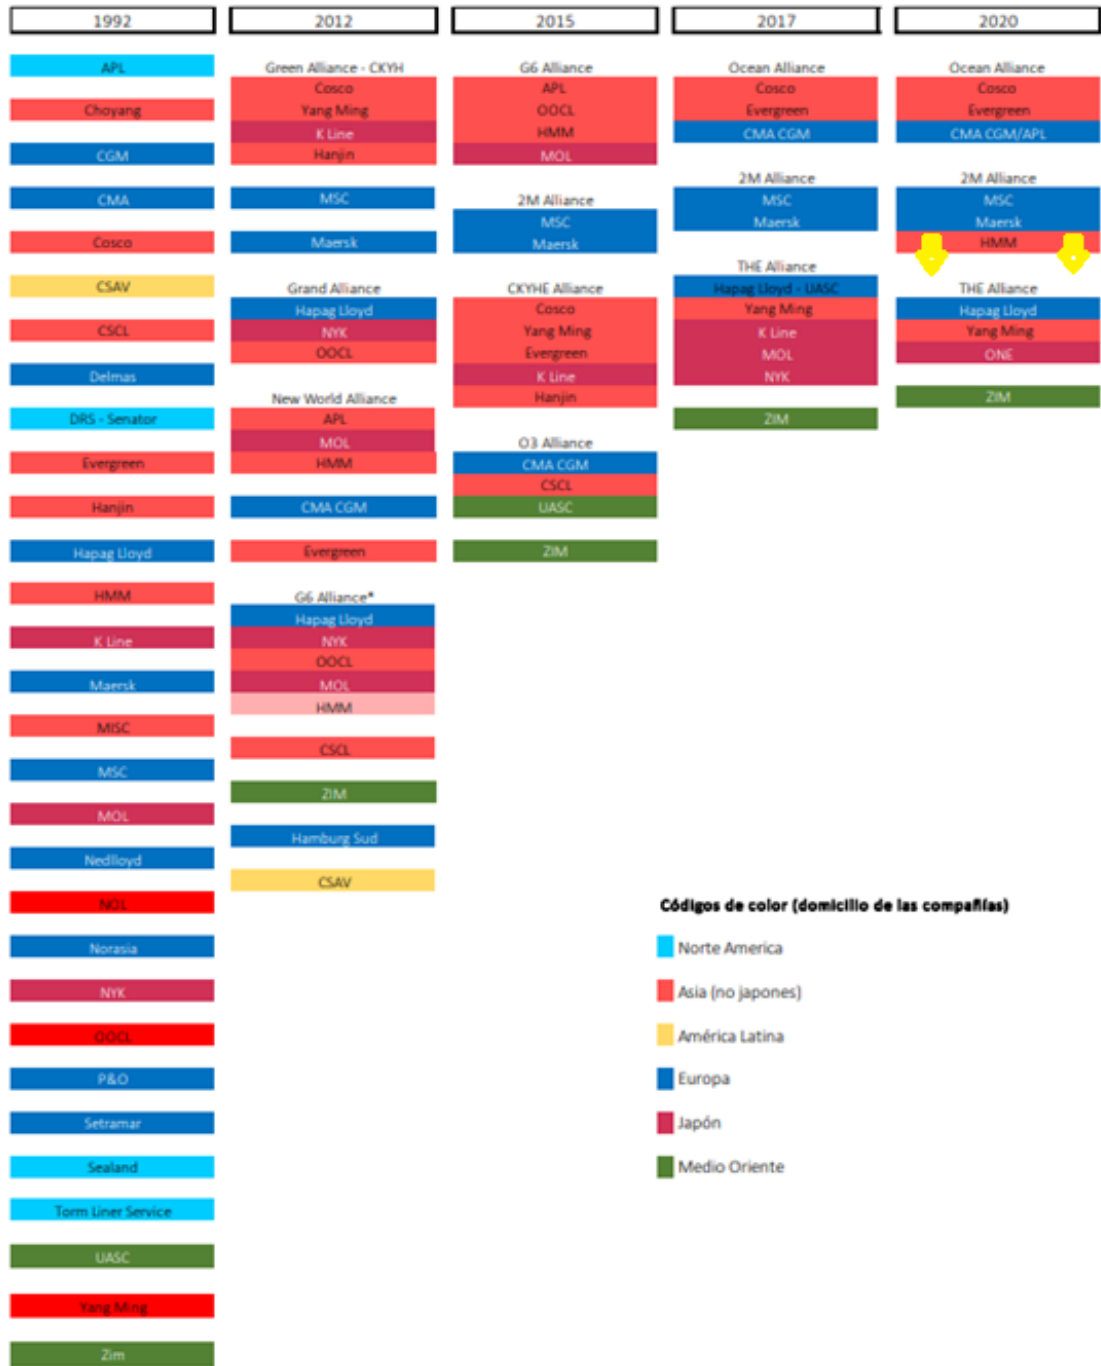 1992
APL
Choyang
CGM
CMA
Cosco
CSAV
CSCL
Delmas
DRS - Senator
Evergreen
Hanjin
Hapag Lloyd
HMM
K Line
Maersk
MISC
MSC
MOL
Nedlloyd
NOL
Norasia
NYK
OOCL
P&O
Setramar
Sealand
Torm Liner Service
UASC
Yang Ming
Zim
2012
Green Alliance - CKYH
Cosco
Yang Ming
K Line
Hanjin
MSC
Maersk
Grand Alliance
Hapag Lloyd
NYK
OOCL
New World Alliance
APL
MOL
HMM
CMA CGM
Evergreen
G6 Alliance*
Hapag Lloyd
NYK
OOCL
MOL
HMM
CSCL
ZIM
Hamburg Sud
CSAV
2015
G6 Alliance
APL
OOCL
HMM
MOL
2M Alliance
MSC
Maersk
CKYHE Alliance
Cosco
Yang Ming
Evergreen
K Line
Hanjin
O3 Alliance
CMA CGM
CSCL
UASC
ZIM
2017
Ocean Alliance
Cosco
Evergreen
CMA CGM
2M Alliance
MSC
Maersk
THE Alliance
Hapag Lloyd - UASC
Yang Ming
K Line
MOL
NYK
ZIM
2020
Ocean Alliance
Cosco
Evergreen
CMA CGM/APL
2M Alliance
MSC
Maersk
HMM
THE Alliance
Hapag Lloyd
Yang Ming
ONE
ZIM
Códigos de color (domicilio de las compañías)
Norte America
Asia (no japones)
América Latina
Europa
Japón
Medio Oriente